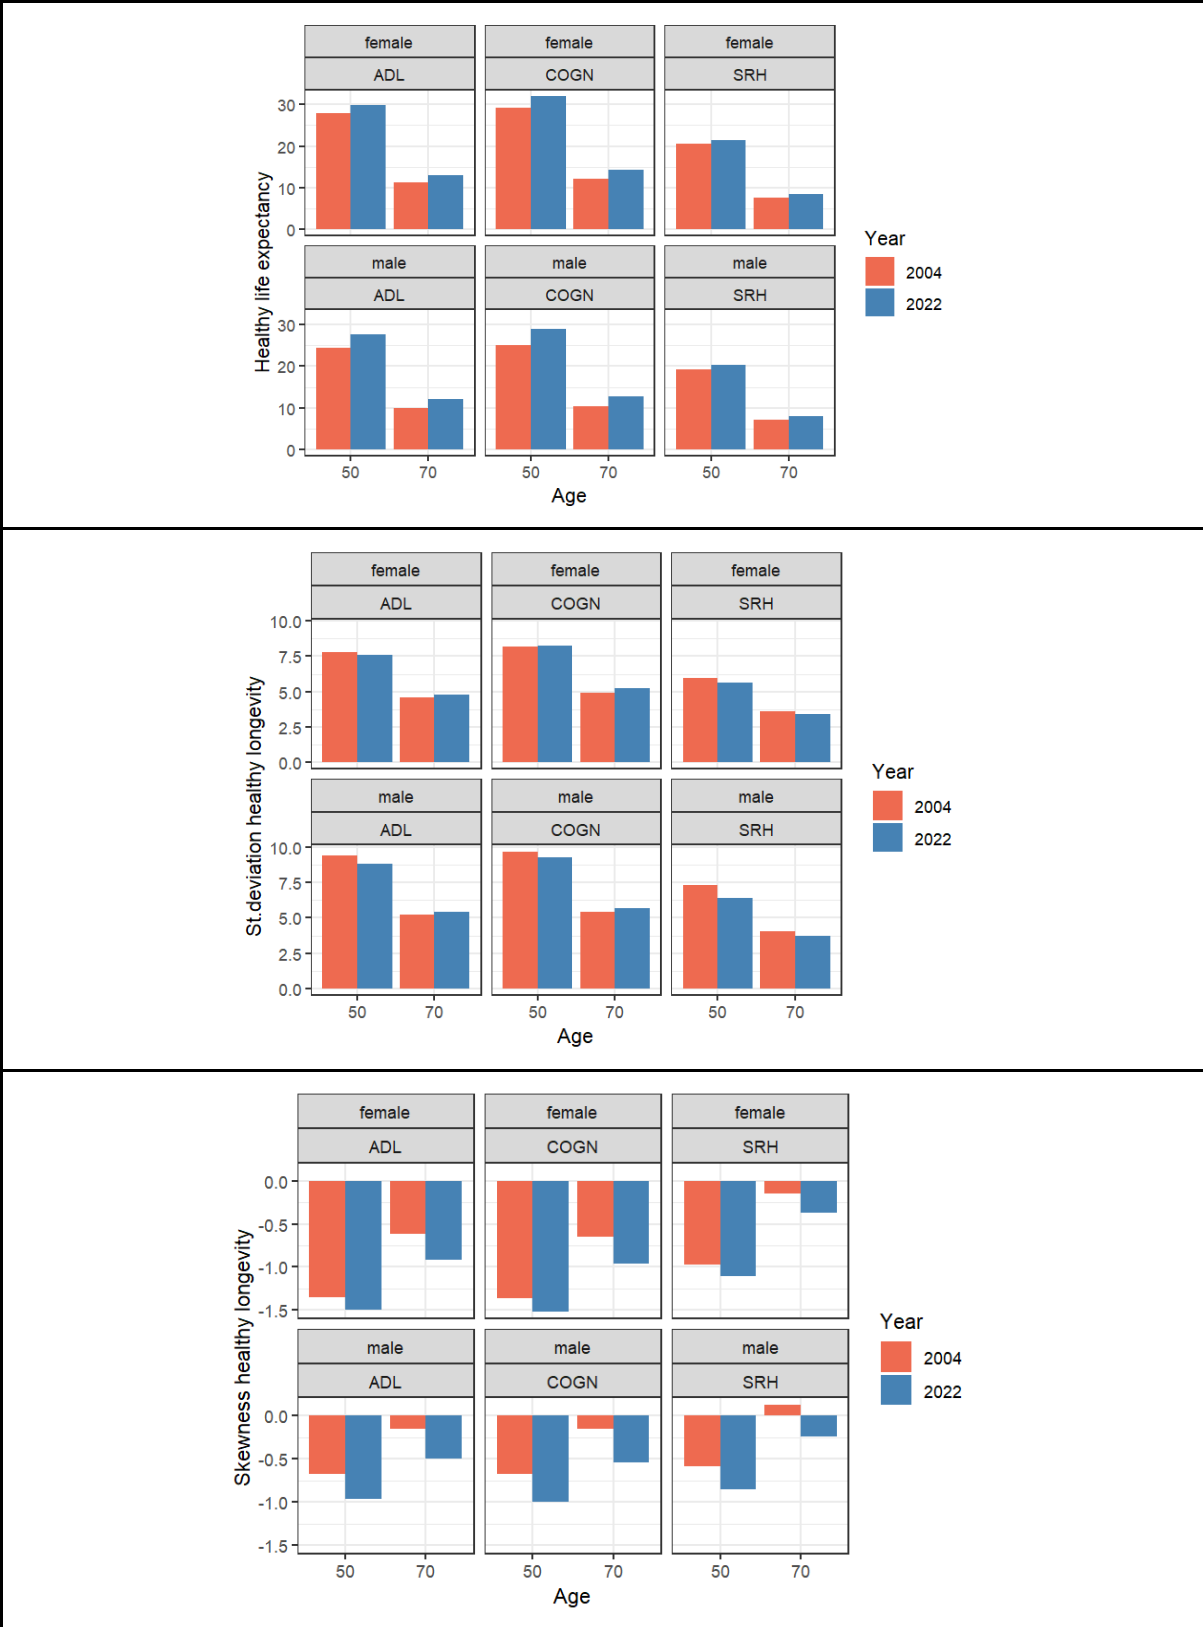 female female female
ADL COGN SRH
30
20
10
0
male male male
ADL COGN SRH
30
20
10
0
50 70 50 70 50 70
Age
Healthy life expectancy
Year
2004
2022
female female female
ADL COGN SRH
10.0
7.5
5.0
2.5
0.0
male male male
ADL COGN SRH
10.0
7.5
5.0
2.5
0.0
50 70 50 70 50 70
Age
St.deviation healthy longevity
Year
2004
2022
female female female
ADL COGN SRH
0.0
-0.5
-1.0
-1.5
male male male
ADL COGN SRH
0.0
-0.5
-1.0
-1.5
50 70 50 70 50 70
Age
Skewness healthy longevity
Year
2004
2022